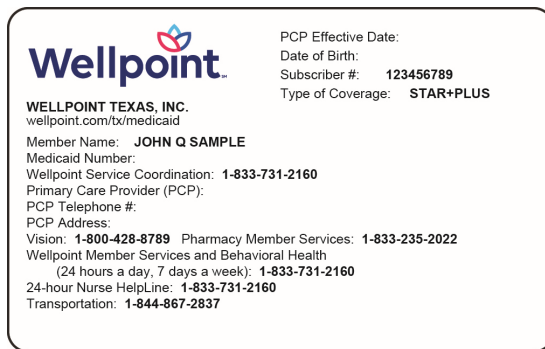 Wellpoint SM
PCP Effective Date:
Date of Birth:
Subscriber #: 123456789
Type of Coverage: STAR+PLUS
WELLPOINT TEXAS, INC.
wellpoint.com/tx/medicaid
Member Name: JOHN Q SAMPLE
Medicaid Number:
Wellpoint Service Coordination: 1-833-731-2160
Primary Care Provider (PCP):
PCP Telephone #:
PCP Address:
Vision: 1-800-428-8789 Pharmacy Member Services: 1-833-235-2022
Wellpoint Member Services and Behavioral Health
(24 hours a day, 7 days a week): 1-833-731-2160
24-hour Nurse HelpLine: 1-833-731-2160
Transportation: 1-844-867-2837